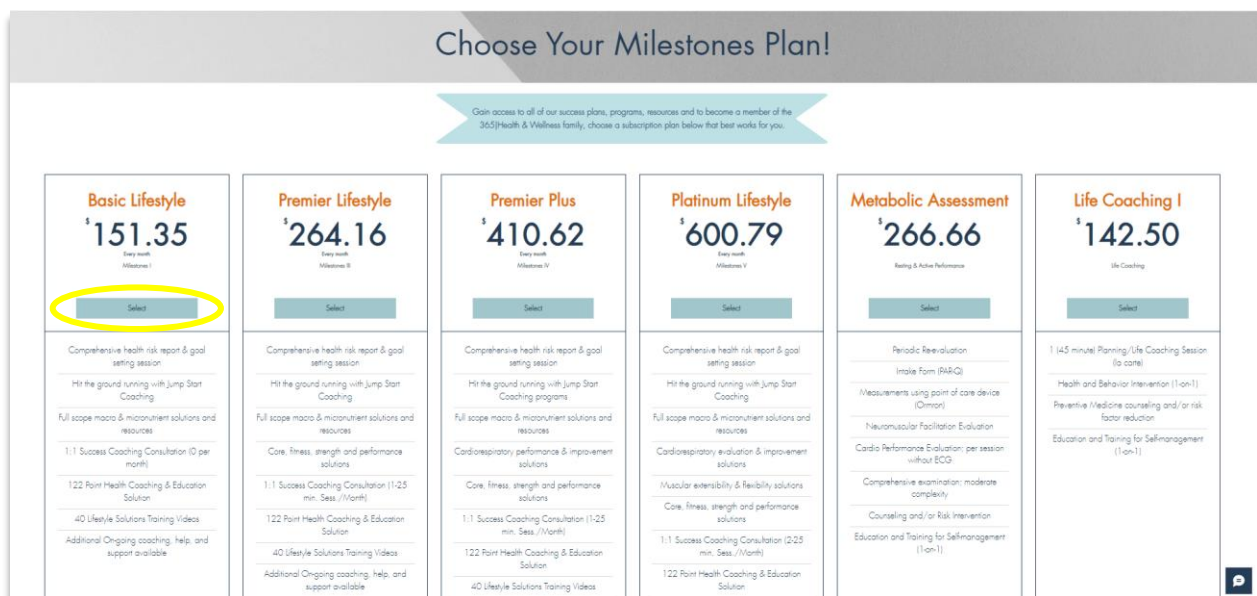 Choose Your Milestones Plan!
Gain access to all of our success plans, programs, resources and to become a member of the
365|Health & Wellness family, choose a subscription plan below that best works for you.
Basic Lifestyle
$151.35
Every month
Milestones I
Select
Comprehensive health risk report & goal
setting session
Hit the ground running with Jump Start
Coaching
Full scope macro & micronutrient solutions and
resources
1:1 Success Coaching Consultation (0 per
month)
122 Point Health Coaching & Education
Solution
40 Lifestyle Solutions Training Videos
Additional On-going coaching, help, and
support available
Premier Lifestyle
$264.16
Every month
Milestones III
Select
Comprehensive health risk report & goal
setting session
Hit the ground running with Jump Start
Coaching
Full scope macro & micronutrient solutions and
resources
Core, fitness, strength and performance
solutions
1:1 Success Coaching Consultation (1-25
min. Sess./Month)
122 Point Health Coaching & Education
Solution
40 Lifestyle Solutions Training Videos
Additional On-going coaching, help, and
support available
Premier Plus
$410.62
Every month
Milestones IV
Select
Comprehensive health risk report & goal
setting session
Hit the ground running with Jump Start
Coaching programs
Full scope macro & micronutrient solutions and
resources
Cardiorespiratory performance & improvement
solutions
Core, fitness, strength and performance
solutions
1:1 Success Coaching Consultation (1-25
min. Sess./Month)
122 Point Health Coaching & Education
Solution
40 Lifestyle Solutions Training Videos
Platinum Lifestyle
$600.79
Every month
Milestones V
Select
Comprehensive health risk report & goal
setting session
Hit the ground running with Jump Start
Coaching
Full scope macro & micronutrient solutions and
resources
Cardiorespiratory evaluation & improvement
solutions
Muscular extensibility & flexibility solutions
Core, fitness, strength and performance
solutions
1:1 Success Coaching Consultation (2-25
min. Sess./Month)
122 Point Health Coaching & Education
Solution
Metabolic Assessment
$266.66
Resting & Active Performance
Select
Periodic Re-evaluation
Intake Form (PAR-Q)
Measurements using point of care device
(Omron)
Neuromuscular Facilitation Evaluation
Cardio Performance Evaluation; per session
without ECG
Comprehensive examination; moderate
complexity
Counseling and/or Risk Intervention
Education and Training for Self-management
(1-on-1)
Life Coaching I
$142.50
Life Coaching
Select
1 (45 minute) Planning/Life Coaching Session
(la carte)
Health and Behavior Intervention (1-on-1)
Preventive Medicine counseling and/or risk
factor reduction
Education and Training for Self-management
(1-on-1)